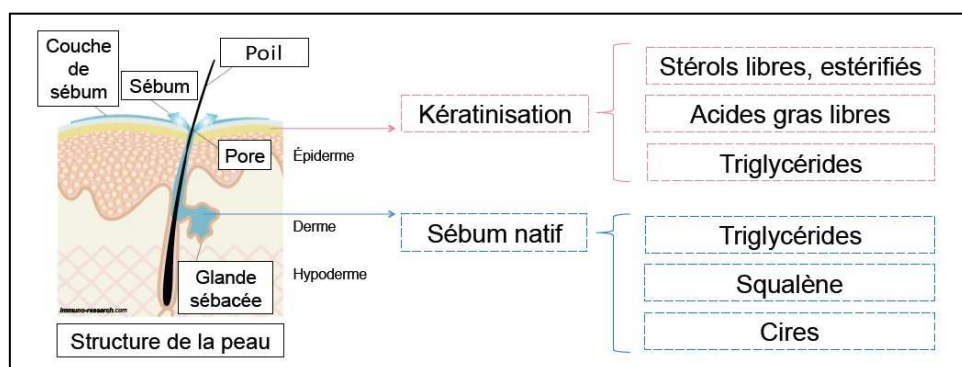 Couche
de
sébum
Sébum
Poil
Pore
Épiderme
Derme
Hypoderme
Glande
sébacée
Immuno-research.com
Structure de la peau
Kératinisation
Stérols libres, estérifiés
Acides gras libres
Triglycérides
Sébum natif
Triglycérides
Squalène
Cires